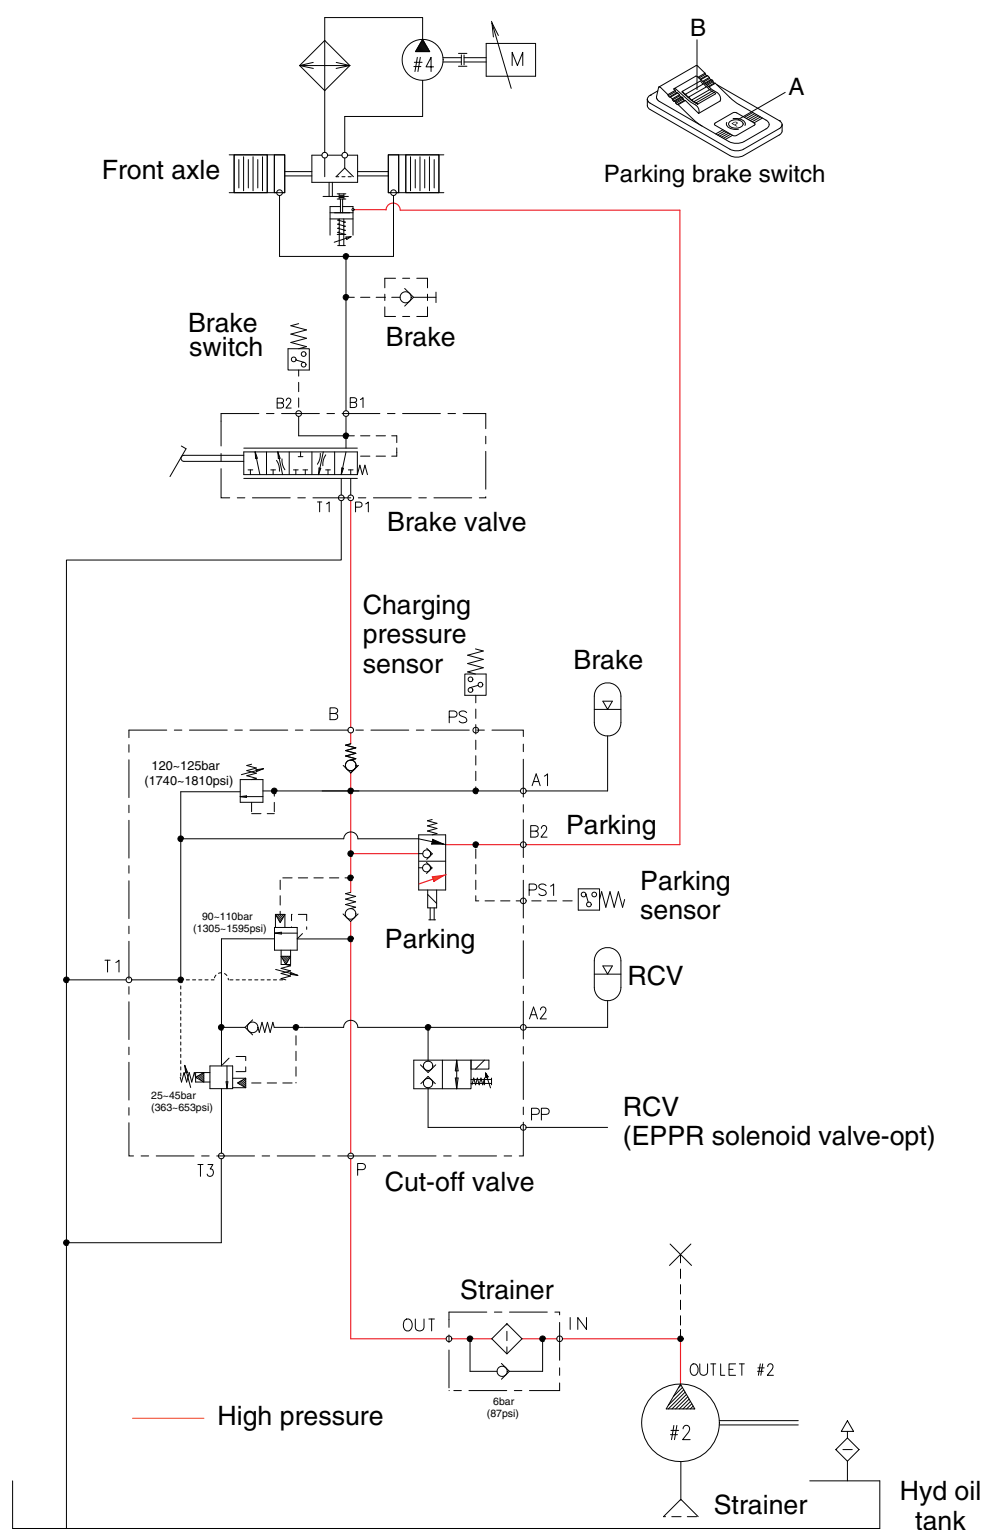 B
A
Parking brake switch
#4
M
Front axle
Brake
switch
Brake
B2
B1
T1
P1
Brake valve
Charging
pressure
sensor
Brake
B
PS
120~125bar
(1740~1810psi)
A1
B2
Parking
PS1
Parking
sensor
90~110bar
(1305~1595psi)
Parking
T1
RCV
A2
25~45bar
(363~653psi)
PP
RCV
(EPPR solenoid valve-opt)
T3
P
Cut-off valve
Strainer
OUT
IN
6bar
(87psi)
OUTLET #2
#2
High pressure
Strainer
Hyd oil
tank